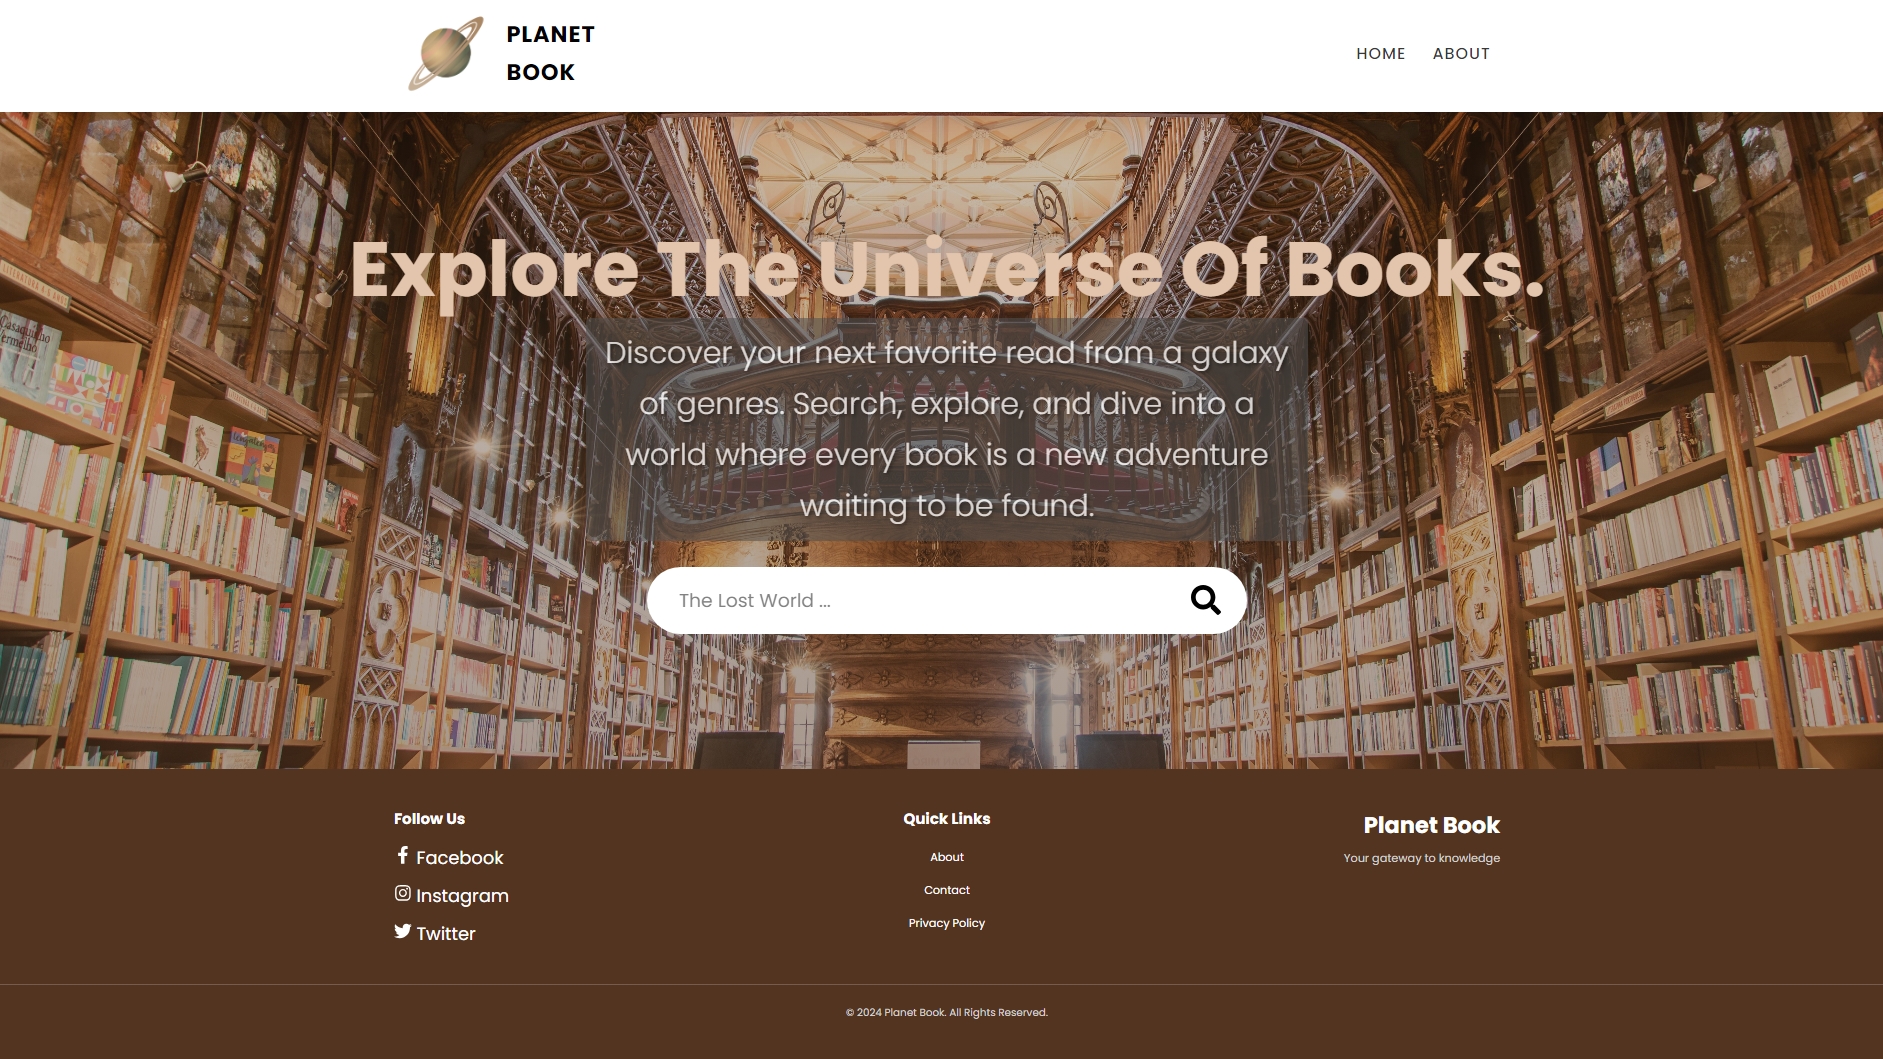 PLANET
BOOK
HOME ABOUT
Explore The Universe Of Books.
Discover your next favorite read from a galaxy
of genres. Search, explore, and dive into a
world where every book is a new adventure
waiting to be found.
The Lost World ...
Follow Us
Facebook
Instagram
Twitter
Quick Links
About
Contact
Privacy Policy
Planet Book
Your gateway to knowledge
© 2024 Planet Book. All Rights Reserved.